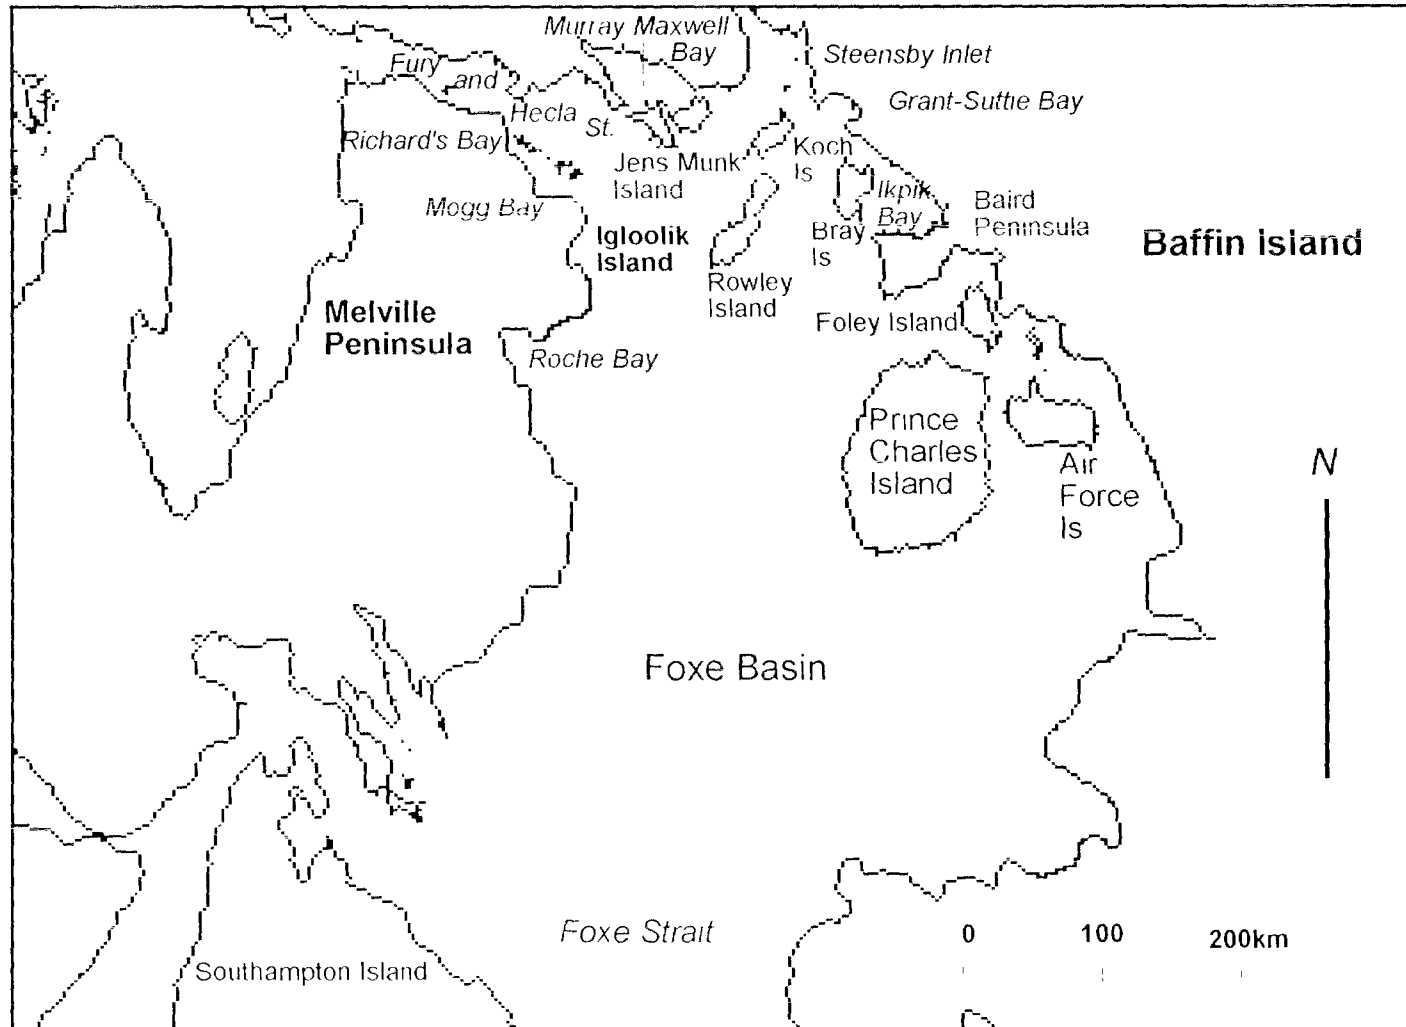 Murray Maxwell
Bay
Steensby Inlet
Fury
and
Hecla
St.
Grant-Suttie Bay
Richard's Bay
Jens Munk
Island
Koch
Is
Ikpik
Bay
Baird
Peninsula
Mogg Bay
Igloolik
Island
Bray
Is
Baffin island
Rowley
Island
Melville
Peninsula
Foley Island
Roche Bay
Prince
Charles
Island
Air
Force
Is
N
Foxe Basin
Foxe Strait
0 100 200km
Southampton Island